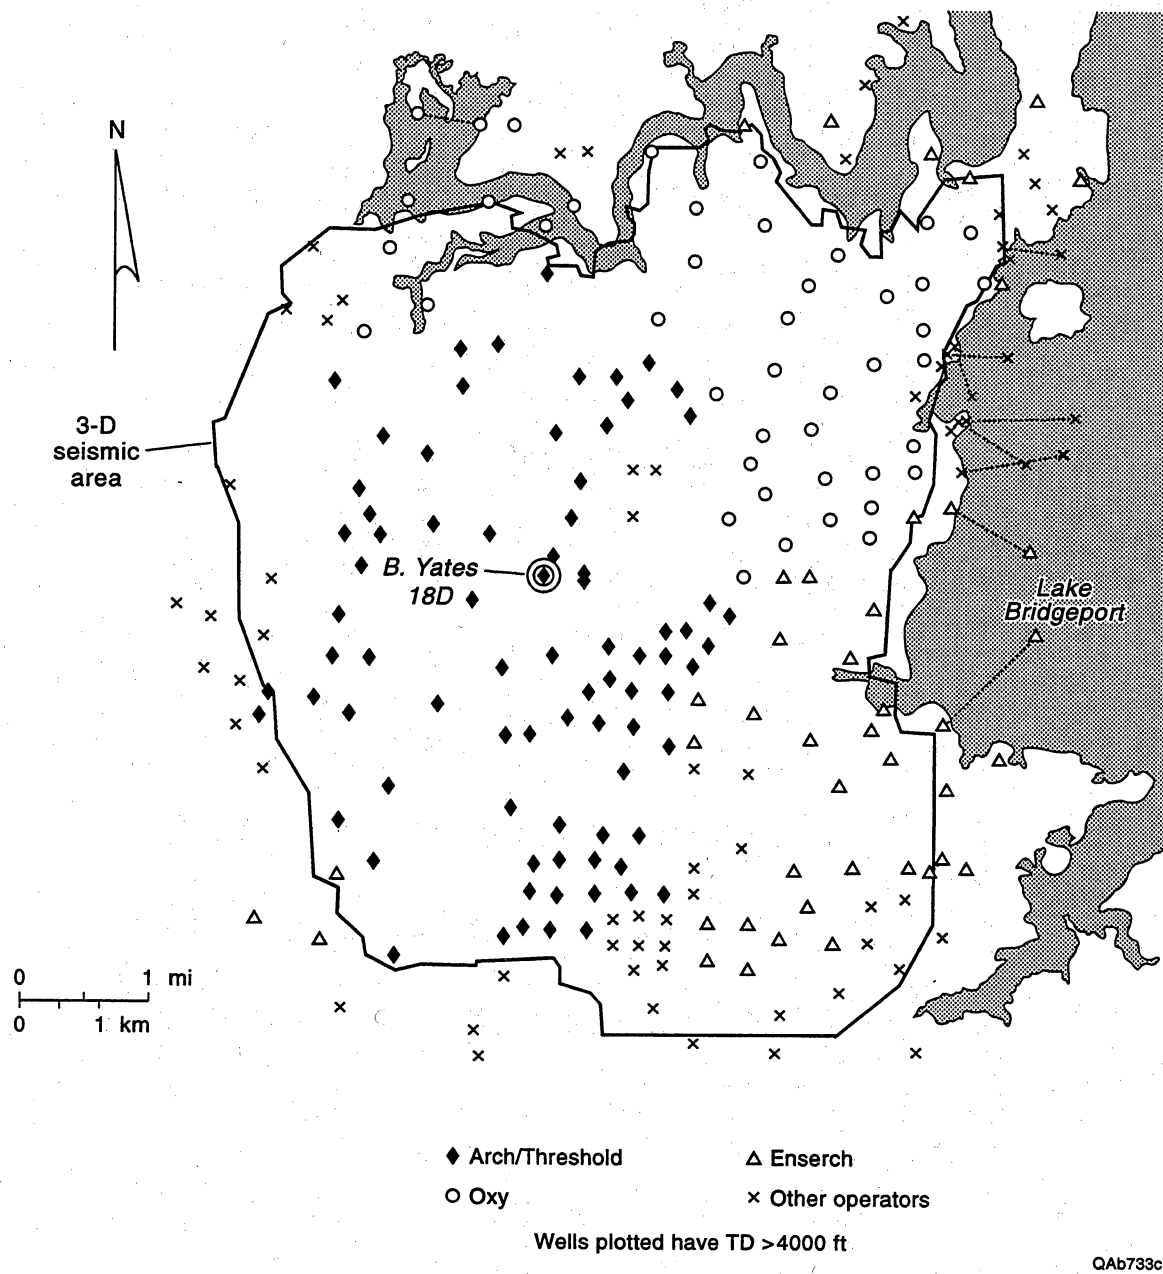 N
3-D
seismic
area
B. Yates
18D
Lake
Bridgeport
0 1 mi
0 1 km
Arch/Threshold
Enserch
Oxy
Other operators
Wells plotted have TD >4000 ft
QAb733c